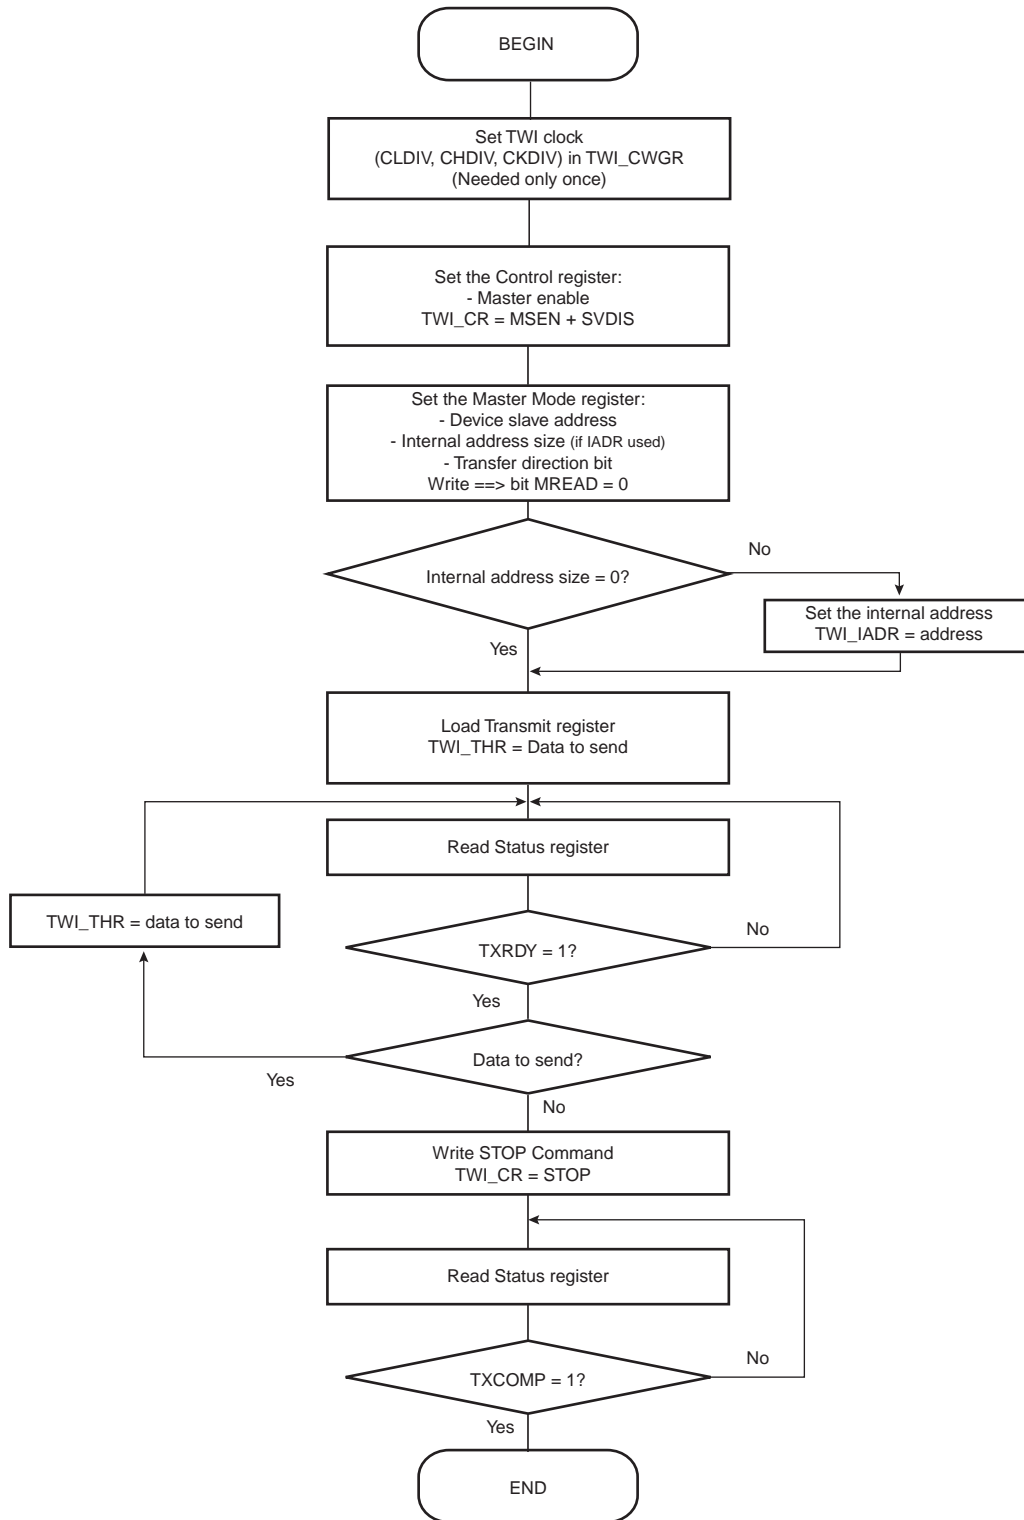 BEGIN
Set TWI clock
(CLDIV, CHDIV, CKDIV) in TWI_CWGR
(Needed only once)
Set the Control register:
- Master enable
TWI_CR = MSEN + SVDIS
Set the Master Mode register:
- Device slave address
- Internal address size (if IADR used)
- Transfer direction bit
Write ==> bit MREAD = 0
No
Internal address size = 0?
Set the internal address
TWI_IADR = address
Yes
Load Transmit register
TWI_THR = Data to send
Read Status register
TWI_THR = data to send
No
TXRDY = 1?
Yes
Data to send?
Yes
No
Write STOP Command
TWI_CR = STOP
Read Status register
No
TXCOMP = 1?
Yes
END